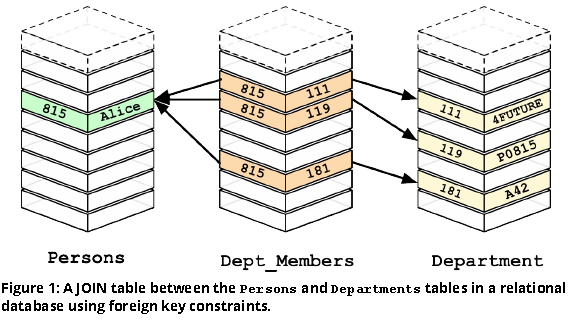 815 Alice
815 111
815 119
815 181
111 4FUTURE
119 P0815
181 A42
Persons
Dept_Members
Department
Figure 1: A JOIN table between the Persons and Departments tables in a relational
database using foreign key constraints.